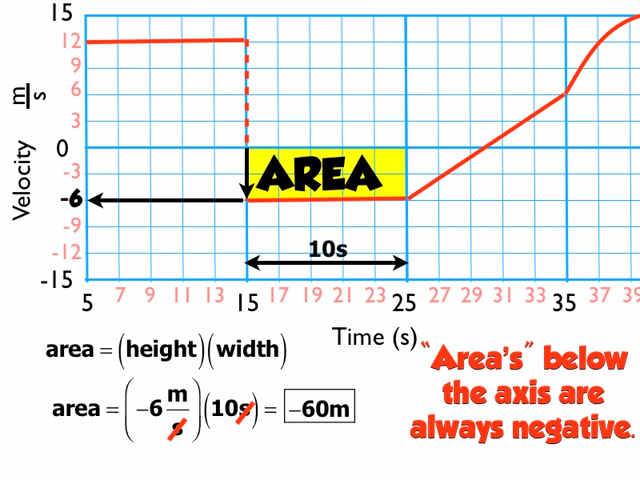 15
12
9
6
3
0
-3
-6
-9
-12
-15
Velocity m/s
AREA
10s
5 7 9 11 13 15 17 19 21 23 25 27 29 31 33 35 37 39
Time (s)
area = (height)(width)
area = (−6 m/s)(10s) = −60m
"Area's" below
the axis are
always negative.